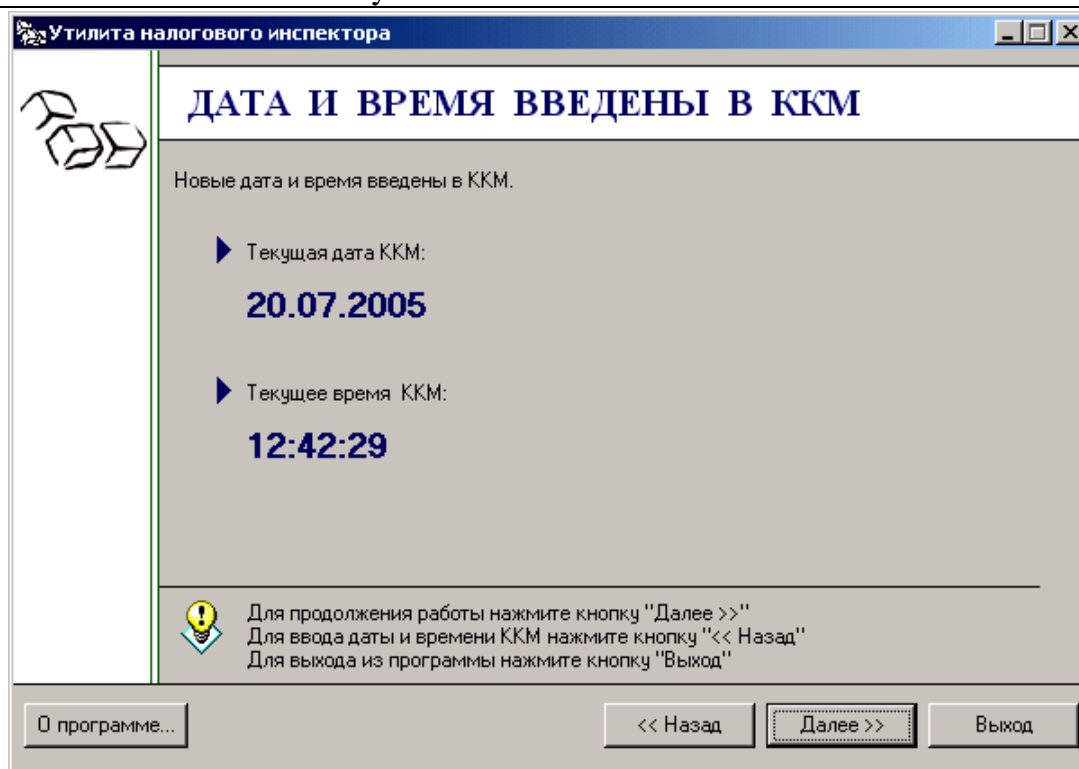 Утилита налогового инспектора
ДАТА И ВРЕМЯ ВВЕДЕНЫ В ККМ
Новые дата и время введены в ККМ.
Текущая дата ККМ:
20.07.2005
Текущее время ККМ:
12:42:29
Для продолжения работы нажмите кнопку "Далее >>"
Для ввода даты и времени ККМ нажмите кнопку "<< Назад"
Для выхода из программы нажмите кнопку "Выход"
О программе... << Назад Далее >> Выход